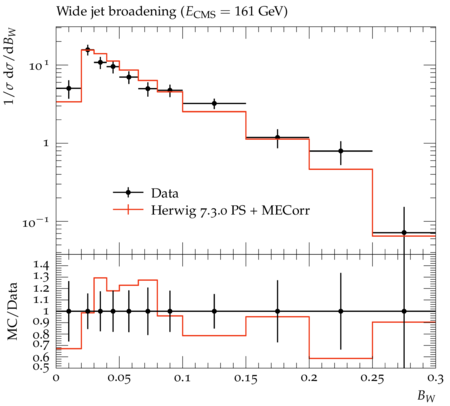 Wide jet broadening (E_CMS = 161 GeV)
1/σ dσ/dB_W
10¹
1
10⁻¹
Data
Herwig 7.3.0 PS + MECorr
MC/Data
1.4
1.3
1.2
1.1
1
0.9
0.8
0.7
0.6
0.5
0 0.05 0.1 0.15 0.2 0.25 0.3
B_W